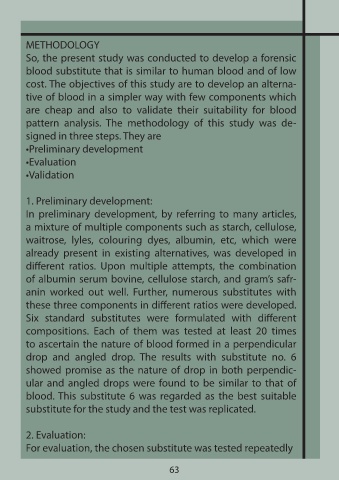 METHODOLOGY
So, the present study was conducted to develop a forensic
blood substitute that is similar to human blood and of low
cost. The objectives of this study are to develop an alterna-
tive of blood in a simpler way with few components which
are cheap and also to validate their suitability for blood
pattern analysis. The methodology of this study was de-
signed in three steps. They are
•Preliminary development
•Evaluation
•Validation
1. Preliminary development:
In preliminary development, by referring to many articles,
a mixture of multiple components such as starch, cellulose,
waitrose, lyles, colouring dyes, albumin, etc, which were
already present in existing alternatives, was developed in
different ratios. Upon multiple attempts, the combination
of albumin serum bovine, cellulose starch, and gram's safr-
anin worked out well. Further, numerous substitutes with
these three components in different ratios were developed.
Six standard substitutes were formulated with different
compositions. Each of them was tested at least 20 times
to ascertain the nature of blood formed in a perpendicular
drop and angled drop. The results with substitute no. 6
showed promise as the nature of drop in both perpendic-
ular and angled drops were found to be similar to that of
blood. This substitute 6 was regarded as the best suitable
substitute for the study and the test was replicated.
2. Evaluation:
For evaluation, the chosen substitute was tested repeatedly
63